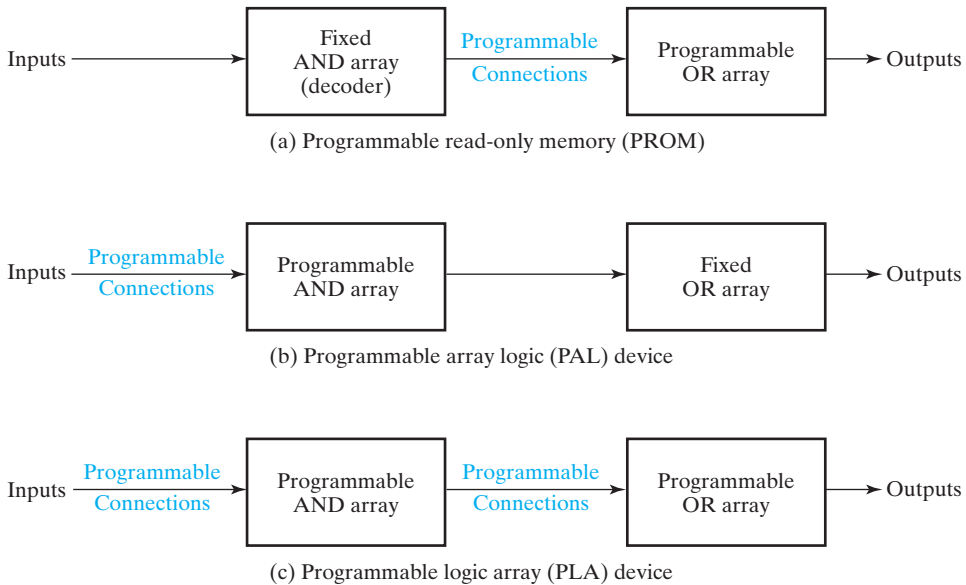 Inputs
Fixed
AND array
(decoder)
Programmable
Connections
Programmable
OR array
Outputs
(a) Programmable read-only memory (PROM)
Inputs
Programmable
Connections
Programmable
AND array
Fixed
OR array
Outputs
(b) Programmable array logic (PAL) device
Inputs
Programmable
Connections
Programmable
AND array
Programmable
Connections
Programmable
OR array
Outputs
(c) Programmable logic array (PLA) device